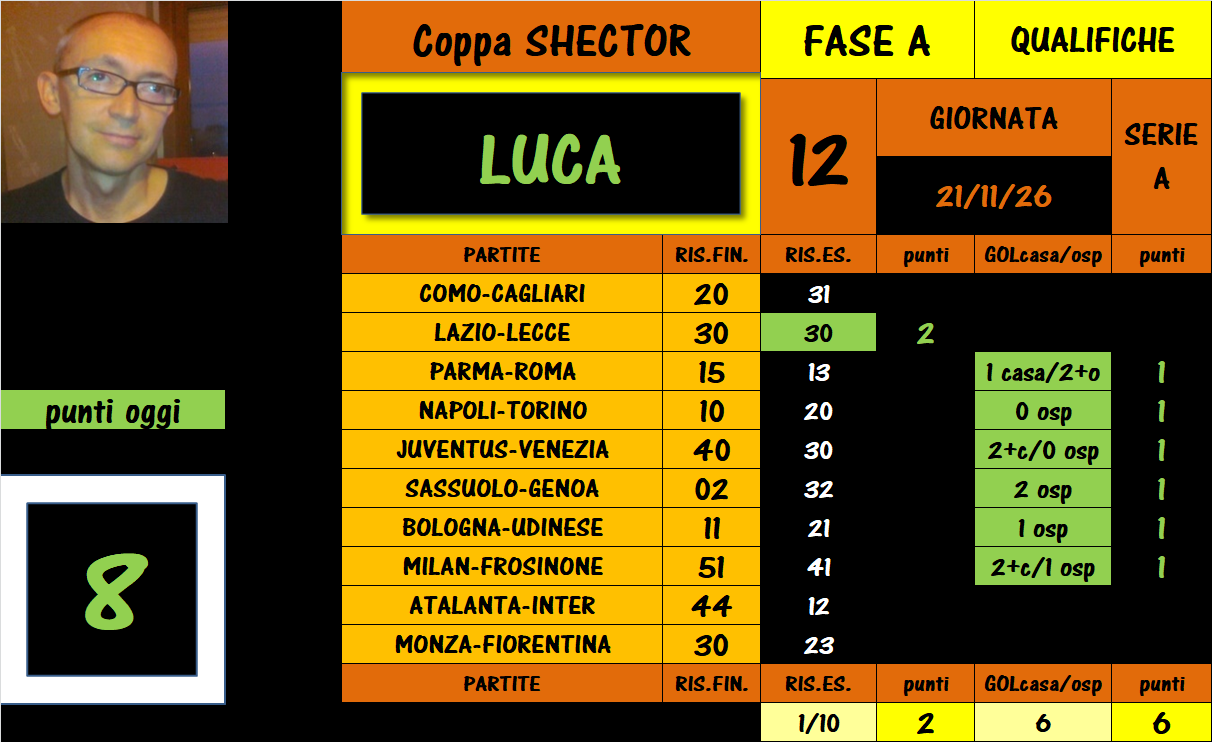 Coppa SHECTOR FASE A QUALIFICHE
LUCA 12 GIORNATA SERIE A
21/11/26
PARTITE RIS.FIN. RIS.ES. punti GOLcasa/osp punti
COMO-CAGLIARI 20 31
LAZIO-LECCE 30 30 2
PARMA-ROMA 15 13 1 casa/2+o 1
punti oggi
NAPOLI-TORINO 10 20 0 osp 1
JUVENTUS-VENEZIA 40 30 2+c/0 osp 1
SASSUOLO-GENOA 02 32 2 osp 1
BOLOGNA-UDINESE 11 21 1 osp 1
8
MILAN-FROSINONE 51 41 2+c/1 osp 1
ATALANTA-INTER 44 12
MONZA-FIORENTINA 30 23
PARTITE RIS.FIN. RIS.ES. punti GOLcasa/osp punti
1/10 2 6 6